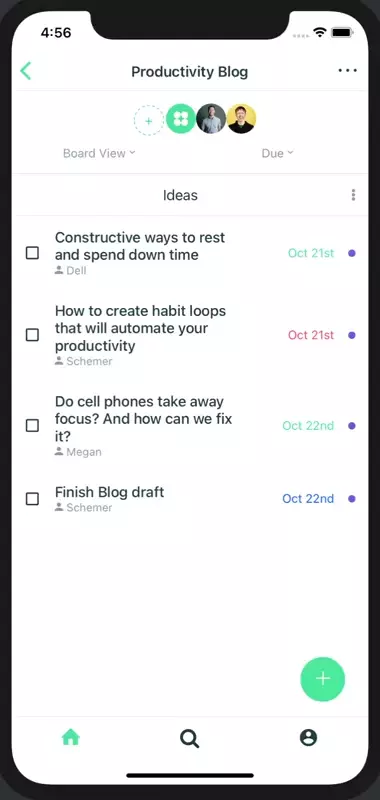 4:56
Productivity Blog
Board View
Due
Ideas
Constructive ways to rest
and spend down time
Dell
Oct 21st
How to create habit loops
that will automate your
productivity
Schemer
Oct 21st
Do cell phones take away
focus? And how can we fix
it?
Megan
Oct 22nd
Finish Blog draft
Schemer
Oct 22nd